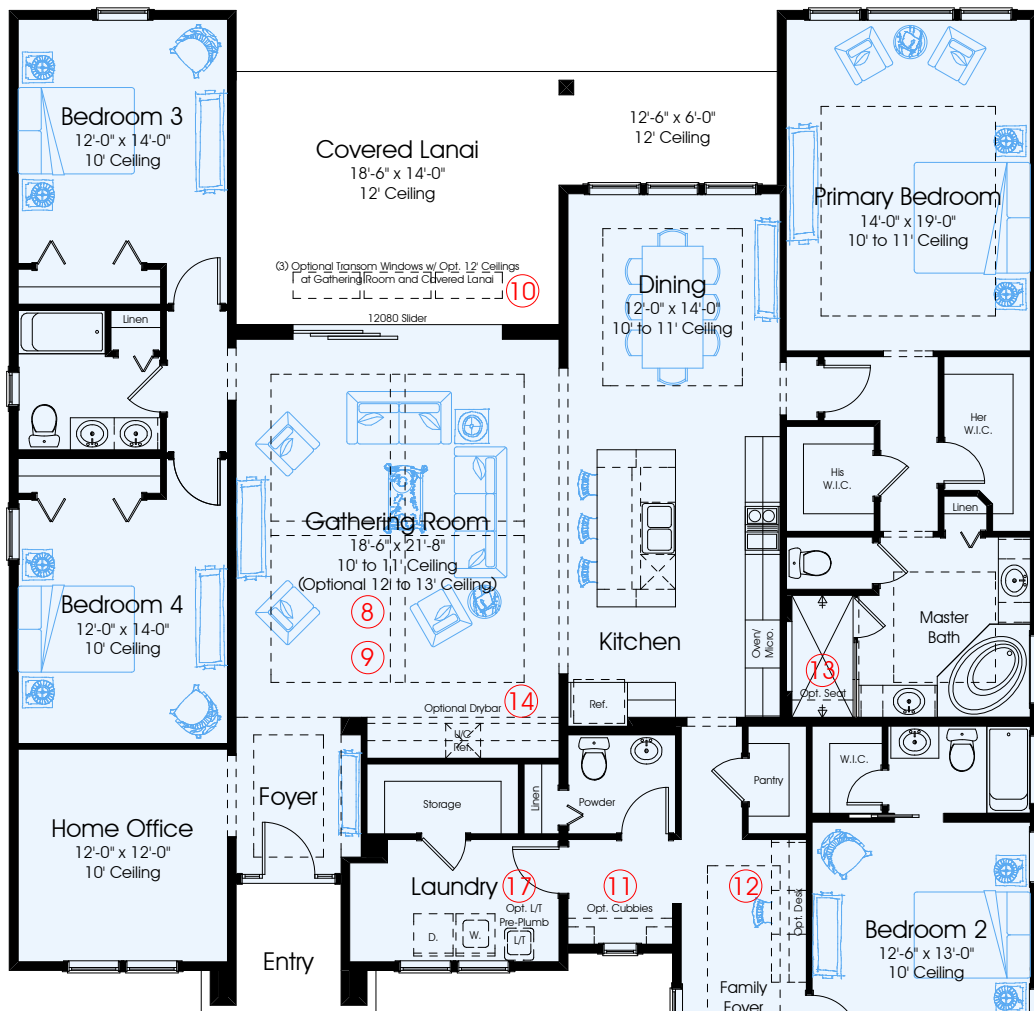 Bedroom 3
12'-0" x 14'-0"
10' Ceiling
Covered Lanai
18'-6" x 14'-0"
12' Ceiling
12'-6" x 6'-0"
12' Ceiling
Primary Bedroom
14'-0" x 19'-0"
10' to 11' Ceiling
(3) Optional Transom Windows w/ Opt. 12' Ceilings
at Gathering Room and Covered Lanai
10
12080 Slider
Dining
12'-0" x 14'-0"
10' to 11' Ceiling
Linen
Her
W.I.C.
His
W.I.C.
Linen
Gathering Room
18'-6" x 21'-8"
10' to 11' Ceiling
(Optional 12' to 13' Ceiling)
8
9
Bedroom 4
12'-0" x 14'-0"
10' Ceiling
Kitchen
Oven/
Micro.
Master
Bath
13
Opt. Seat
Ref.
Optional Drybar
14
U/C
Ref.
Foyer
Storage
Linen
Powder
Pantry
W.I.C.
Home Office
12'-0" x 12'-0"
10' Ceiling
Laundry
17
Opt. L/T
Pre-Plumb
D.
W.
L/T
11
Opt. Cubbies
12
Opt. Desk
Bedroom 2
12'-6" x 13'-0"
10' Ceiling
Entry
Family
Foyer